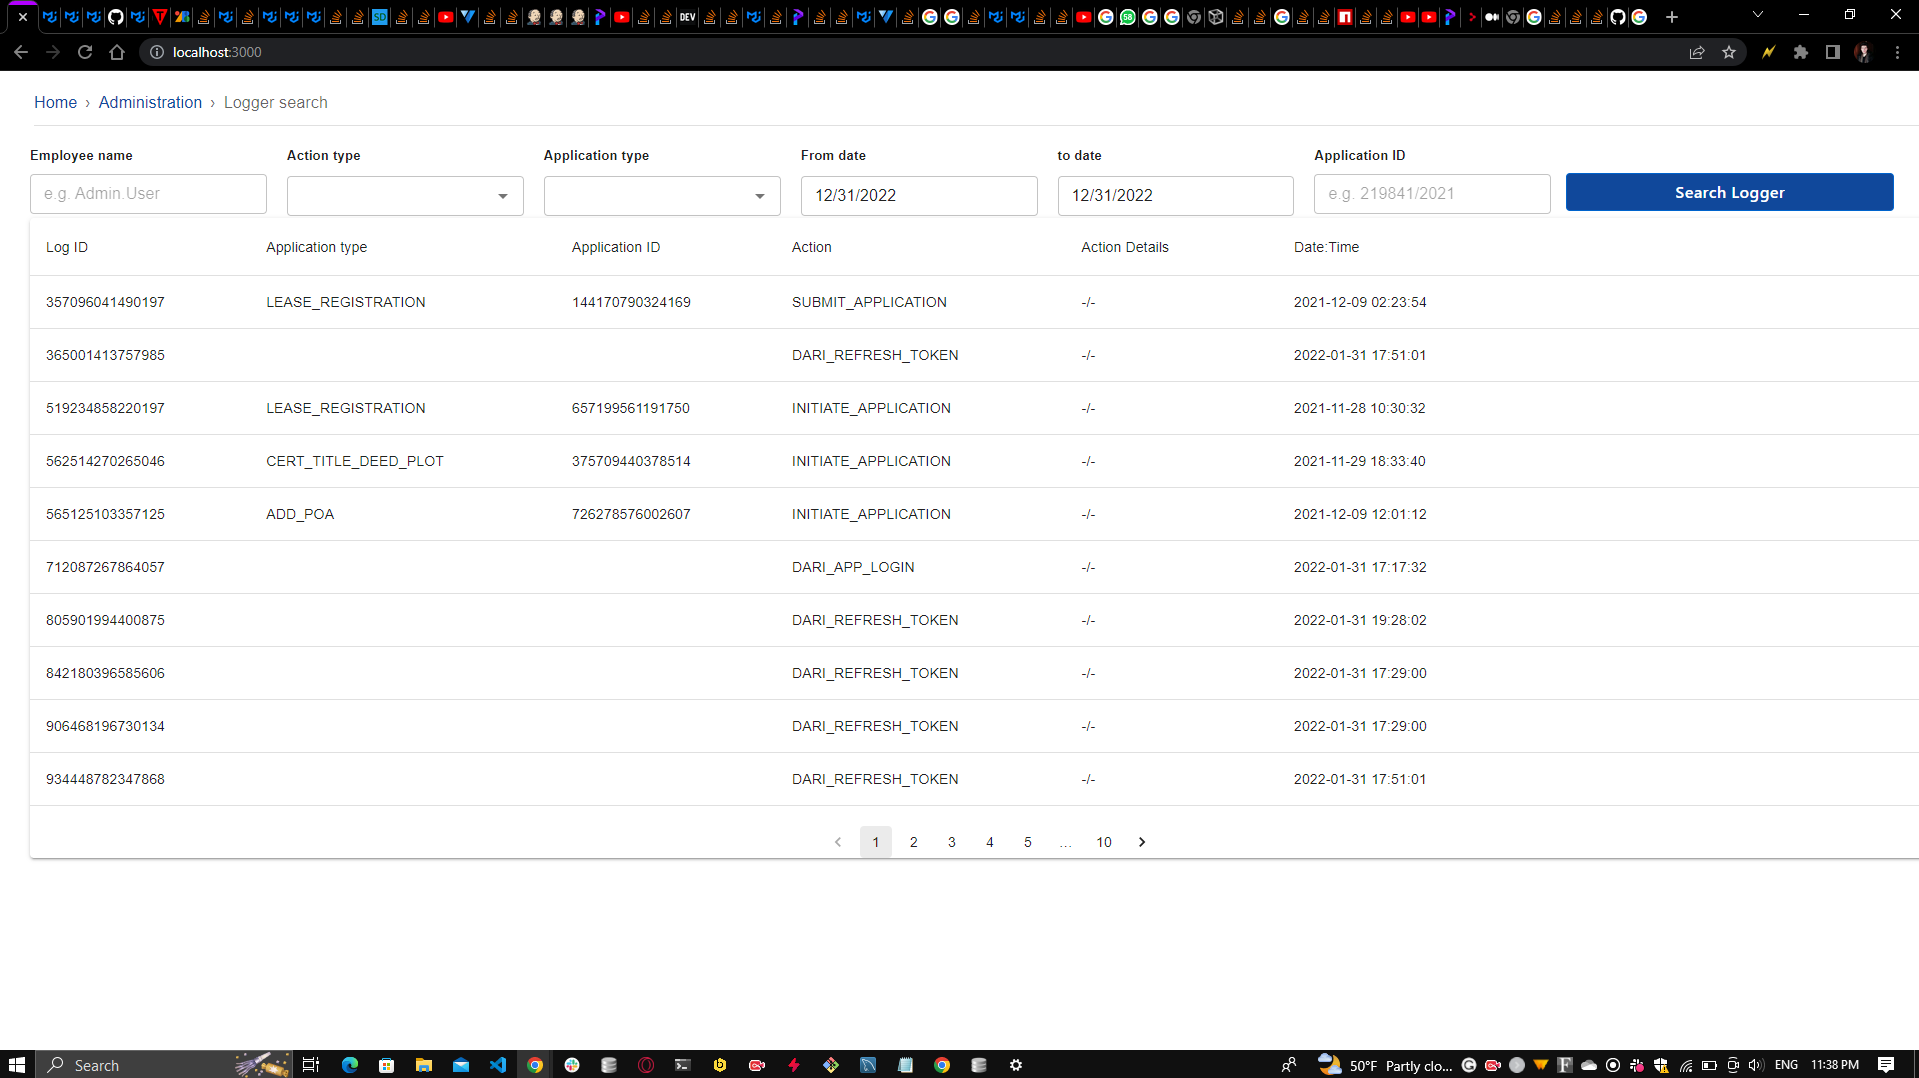 localhost:3000
Home › Administration › Logger search
Employee name Action type Application type From date to date Application ID
e.g. Admin.User 12/31/2022 12/31/2022 e.g. 219841/2021 Search Logger
Log ID Application type Application ID Action Action Details Date:Time
357096041490197 LEASE_REGISTRATION 144170790324169 SUBMIT_APPLICATION -/- 2021-12-09 02:23:54
365001413757985 DARI_REFRESH_TOKEN -/- 2022-01-31 17:51:01
519234858220197 LEASE_REGISTRATION 657199561191750 INITIATE_APPLICATION -/- 2021-11-28 10:30:32
562514270265046 CERT_TITLE_DEED_PLOT 375709440378514 INITIATE_APPLICATION -/- 2021-11-29 18:33:40
565125103357125 ADD_POA 726278576002607 INITIATE_APPLICATION -/- 2021-12-09 12:01:12
712087267864057 DARI_APP_LOGIN -/- 2022-01-31 17:17:32
805901994400875 DARI_REFRESH_TOKEN -/- 2022-01-31 19:28:02
842180396585606 DARI_REFRESH_TOKEN -/- 2022-01-31 17:29:00
906468196730134 DARI_REFRESH_TOKEN -/- 2022-01-31 17:29:00
934448782347868 DARI_REFRESH_TOKEN -/- 2022-01-31 17:51:01
‹ 1 2 3 4 5 … 10 ›
Search 50°F Partly clo... ENG 11:38 PM